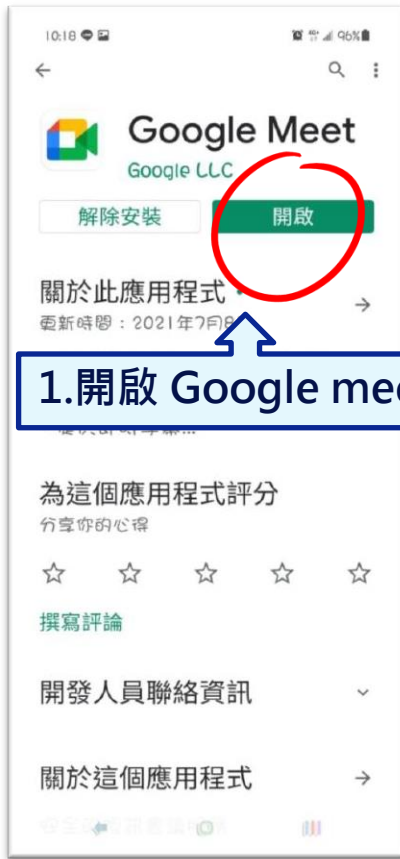 10:18 96%
Google Meet
Google LLC
解除安裝 開啟
關於此應用程式
更新時間：2021年7月8
1.開啟 Google mee
為這個應用程式評分
分享你的心得
撰寫評論
開發人員聯絡資訊
關於這個應用程式